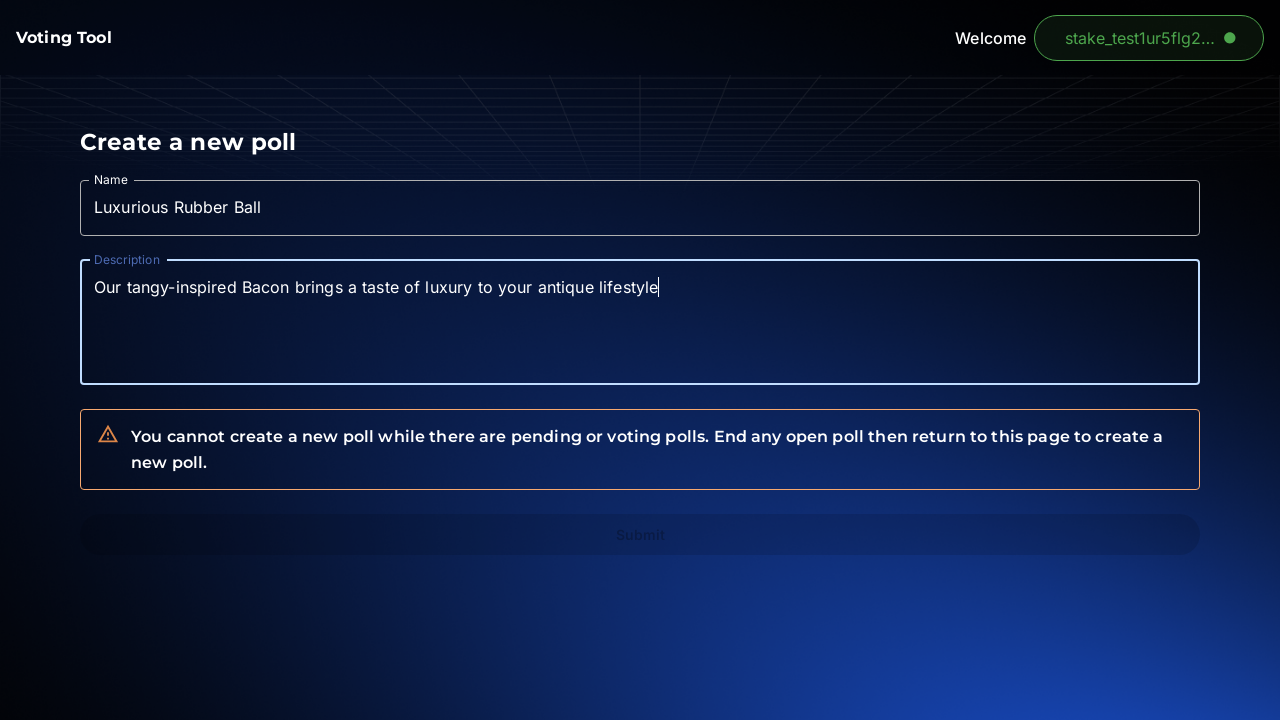 Voting Tool
Welcome
stake_test1ur5flg2...
Create a new poll
Name
Luxurious Rubber Ball
Description
Our tangy-inspired Bacon brings a taste of luxury to your antique lifestyle
You cannot create a new poll while there are pending or voting polls. End any open poll then return to this page to create a
new poll.
Submit